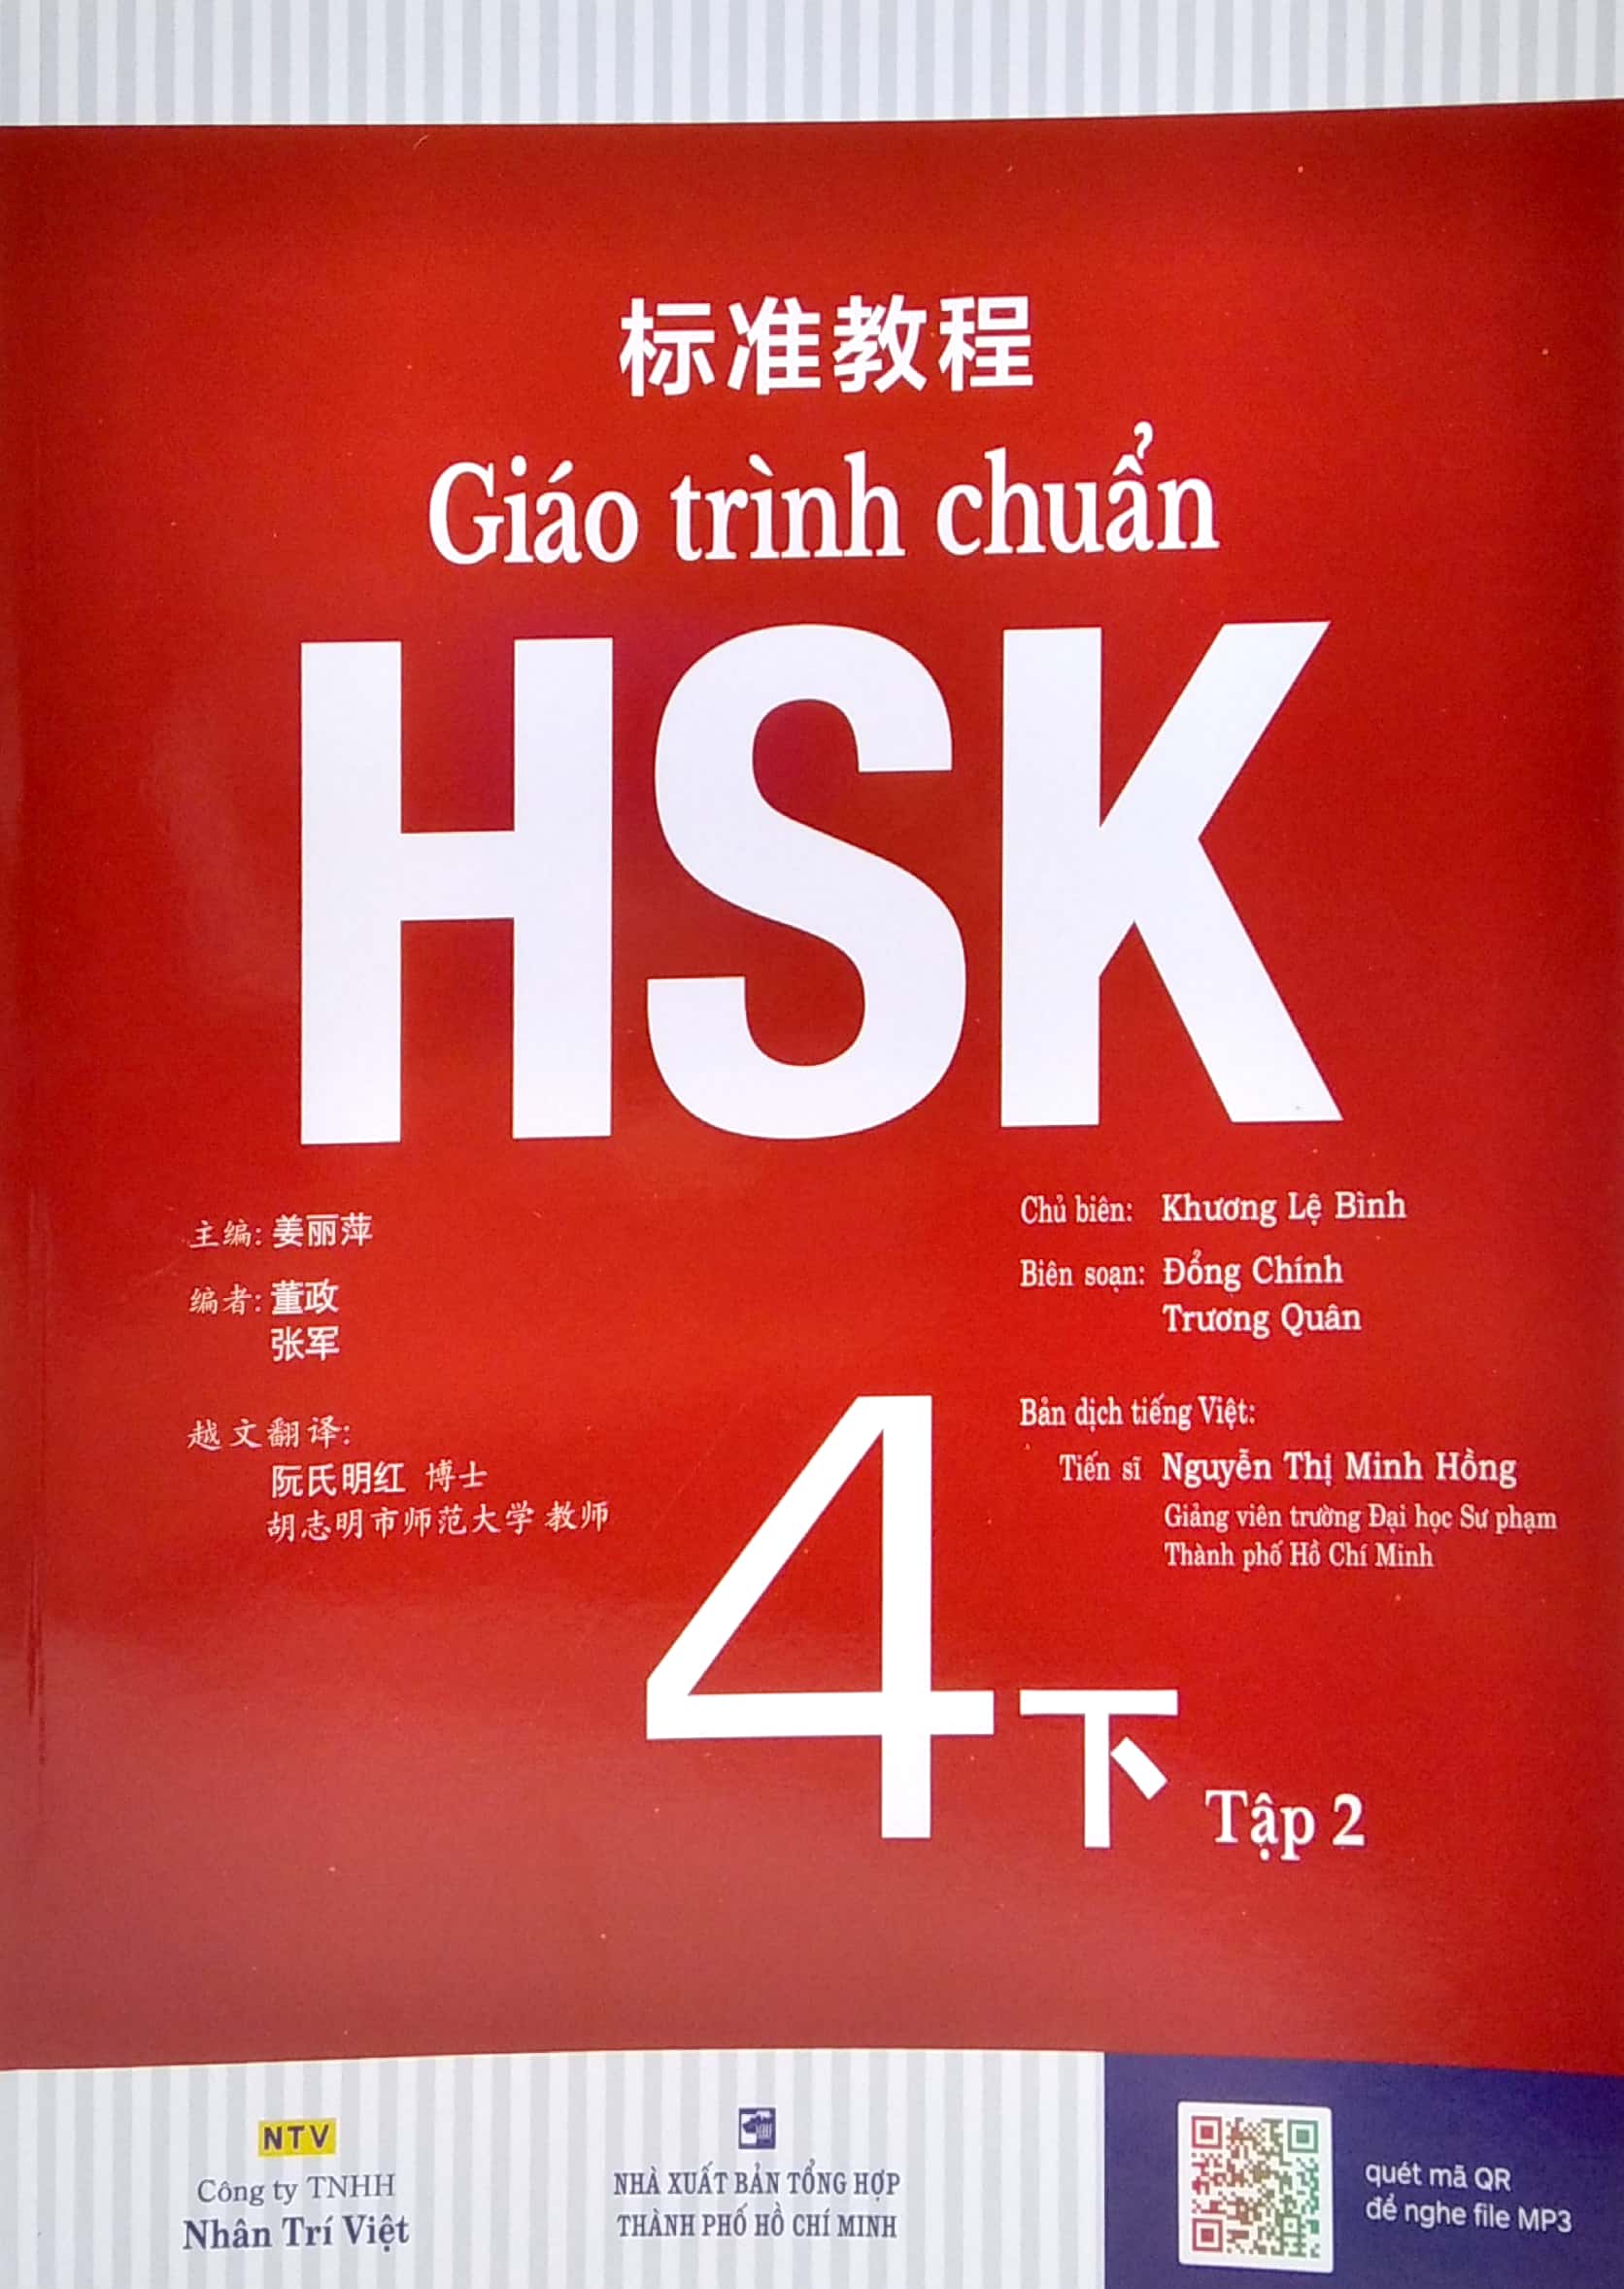 标准教程
Giáo trình chuẩn
HSK
主编: 姜丽萍
编者: 董政
张军
越文翻译:
阮氏明红 博士
胡志明市师范大学 教师
Chủ biên: Khương Lệ Bình
Biên soạn: Đổng Chính
Trương Quân
Bản dịch tiếng Việt:
Tiến sĩ Nguyễn Thị Minh Hồng
Giảng viên trường Đại học Sư phạm
Thành phố Hồ Chí Minh
4下 Tập 2
NTV
Công ty TNHH
Nhân Trí Việt
NHÀ XUẤT BẢN TỔNG HỢP
THÀNH PHỐ HỒ CHÍ MINH
quét mã QR
để nghe file MP3